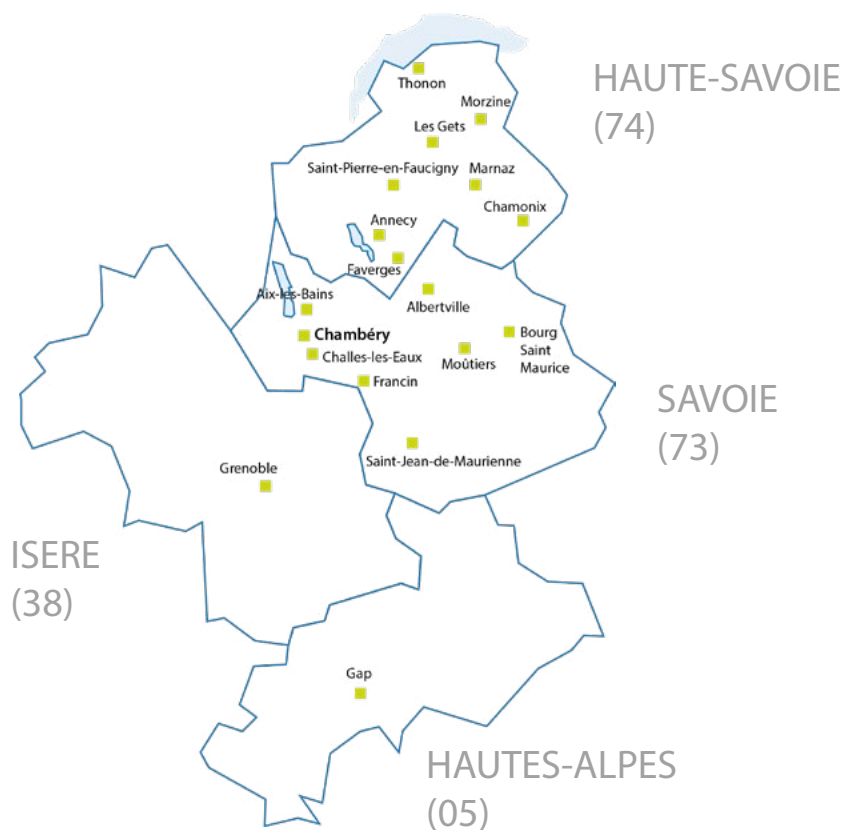 HAUTE-SAVOIE
(74)
Thonon
Morzine
Les Gets
Saint-Pierre-en-Faucigny
Marnaz
Chamonix
Annecy
Faverges
Aix-les-Bains
Albertville
Chambéry
Bourg
Saint
Maurice
Challes-les-Eaux
Moûtiers
Francin
SAVOIE
(73)
Saint-Jean-de-Maurienne
Grenoble
ISERE
(38)
Gap
HAUTES-ALPES
(05)